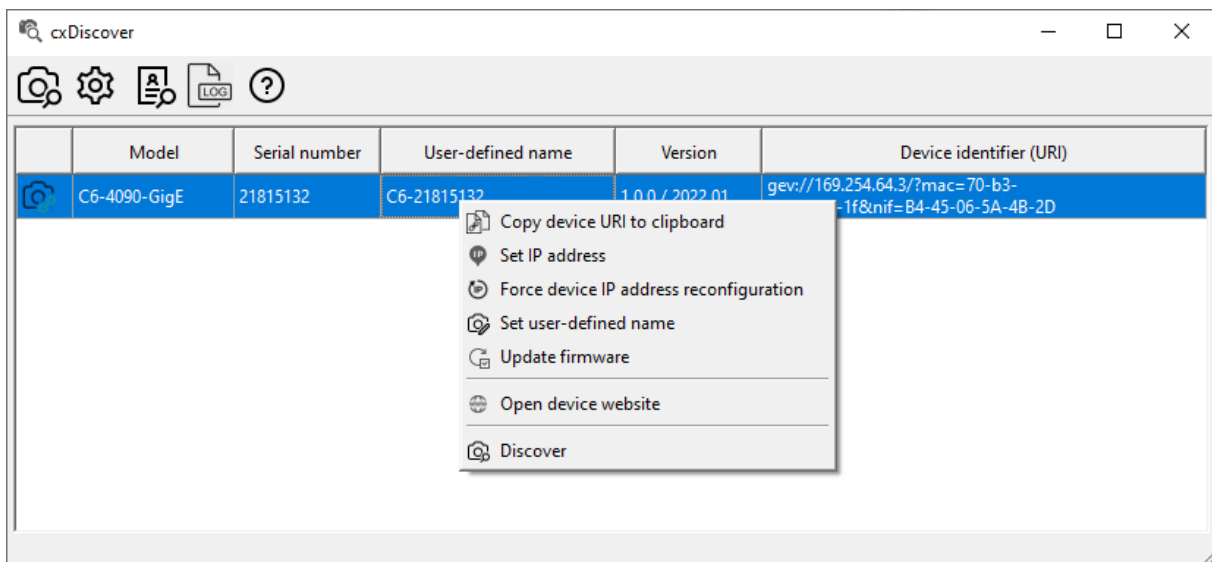 cxDiscover
LOG
Model Serial number User-defined name Version Device identifier (URI)
C6-4090-GigE 21815132 C6-21815132 1.0.0 / 2022.01 gev://169.254.64.3/?mac=70-b3-
-1f&nif=B4-45-06-5A-4B-2D
Copy device URI to clipboard
IP Set IP address
IP Force device IP address reconfiguration
Set user-defined name
Update firmware
Open device website
Discover